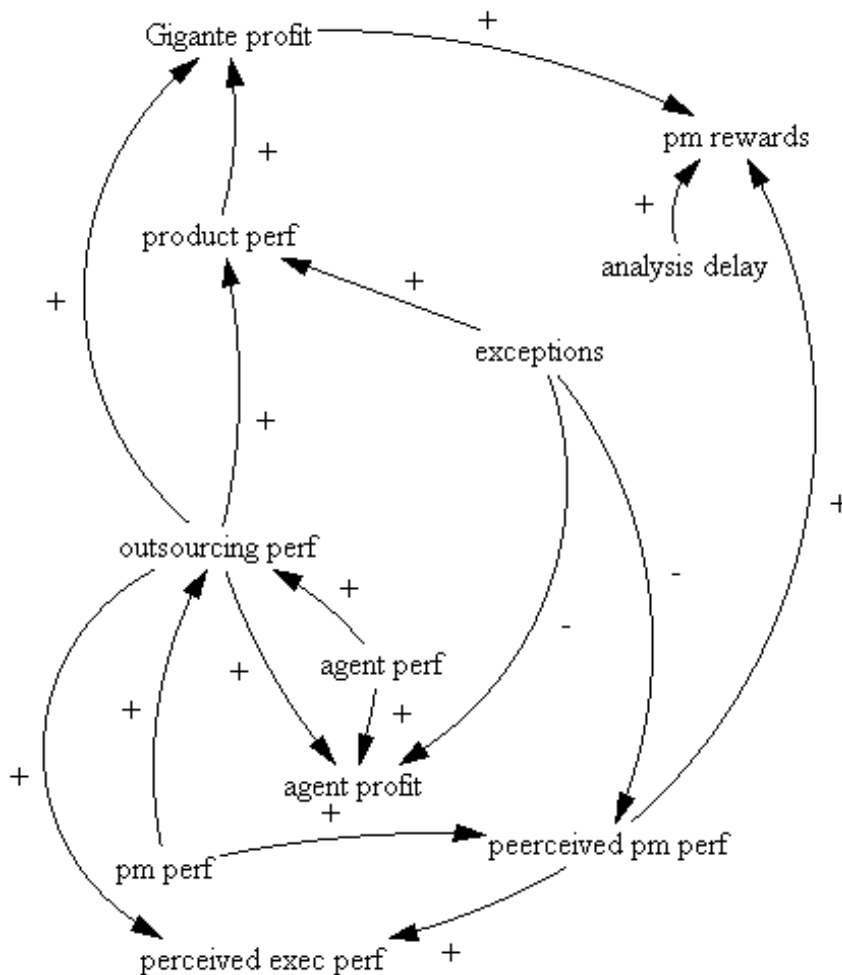 +
Gigante profit
pm rewards
+
+
product perf
analysis delay
+
+
exceptions
+
+
outsourcing perf
-
+
agent perf
-
+
+
+
+
agent profit
+
peerceived pm perf
pm perf
+
perceived exec perf